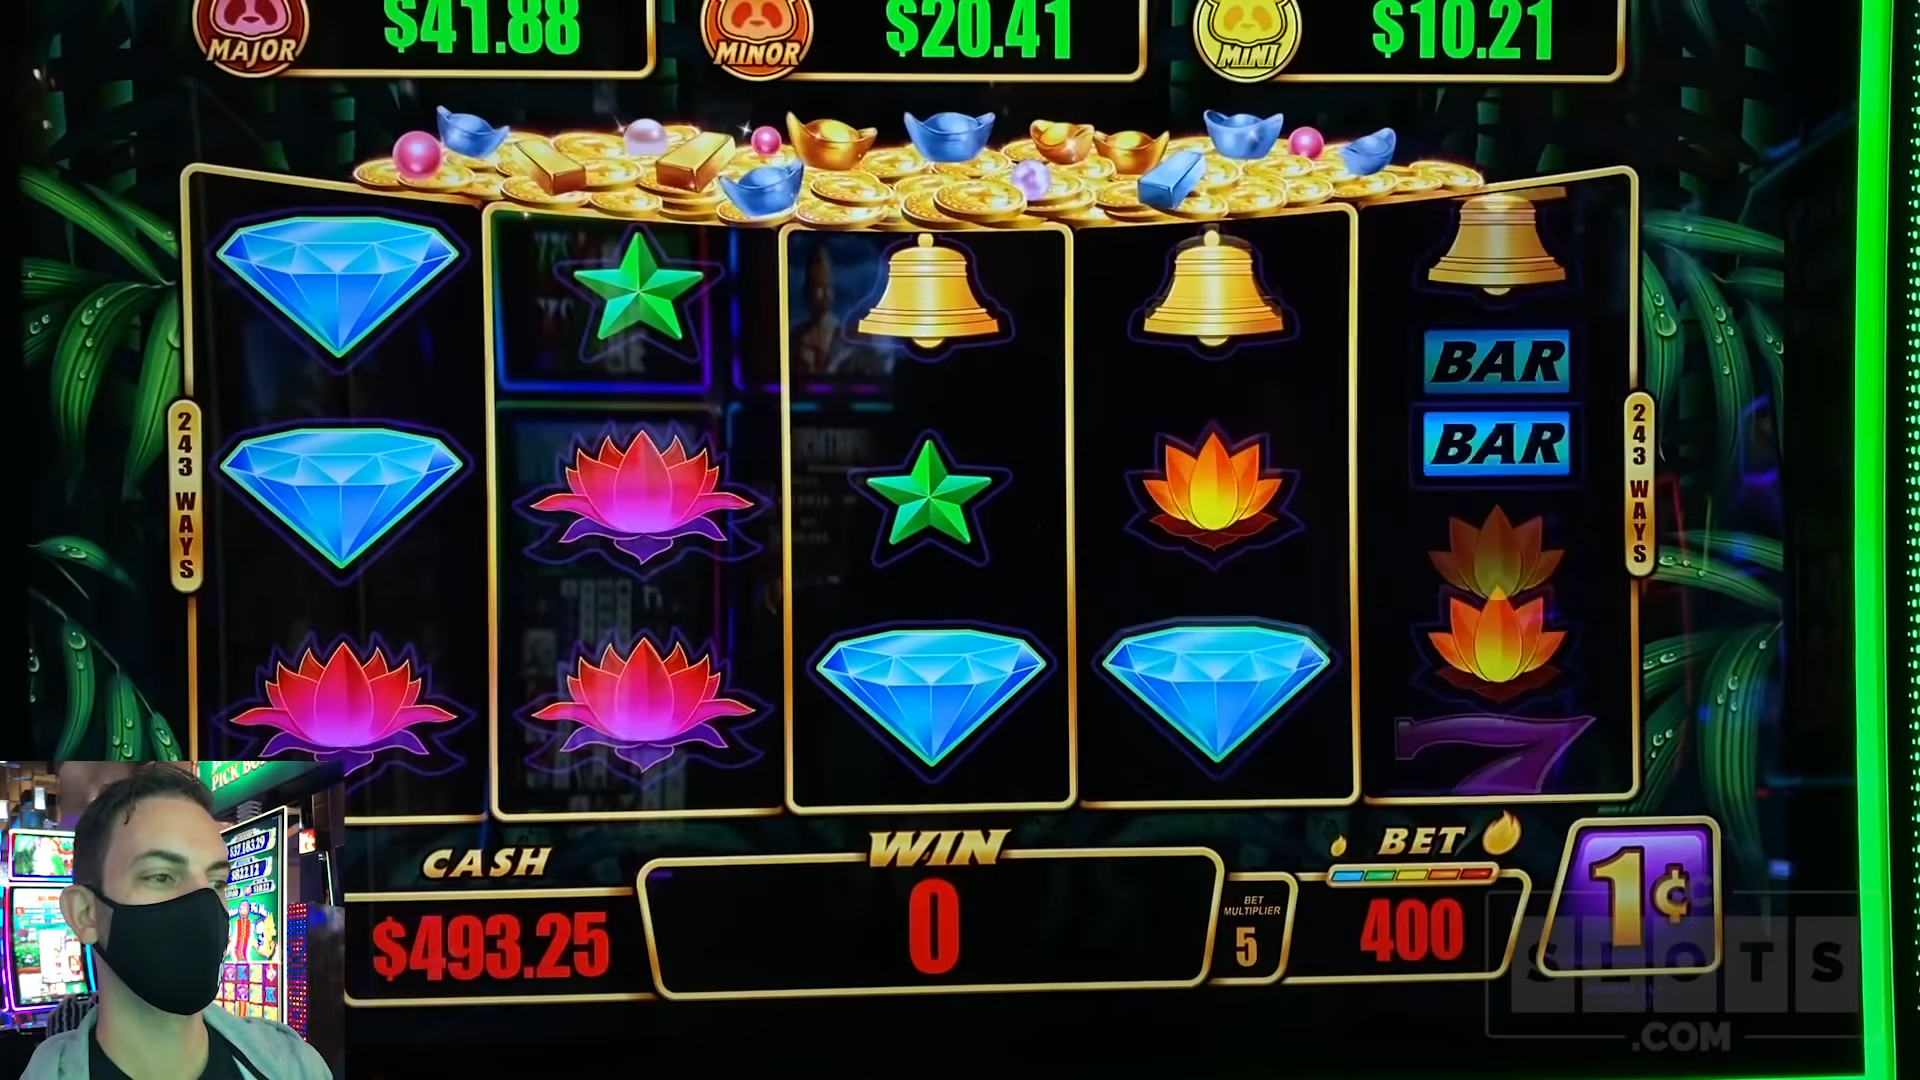 MAJOR $41.88
MINOR $20.41
MINI $10.21
243 WAYS
243 WAYS
BAR
BAR
PICK
CASH
WIN
BET
$493.25
0
BET
MULTIPLIER
5
400
1¢
SLOTS
.COM